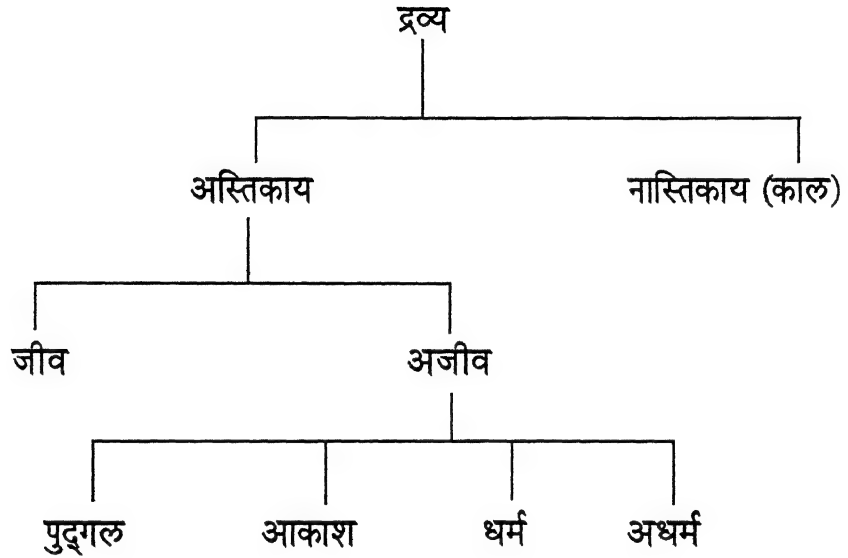 द्रव्य
अस्तिकाय नास्तिकाय (काल)
जीव अजीव
पुद्‌गल आकाश धर्म अधर्म